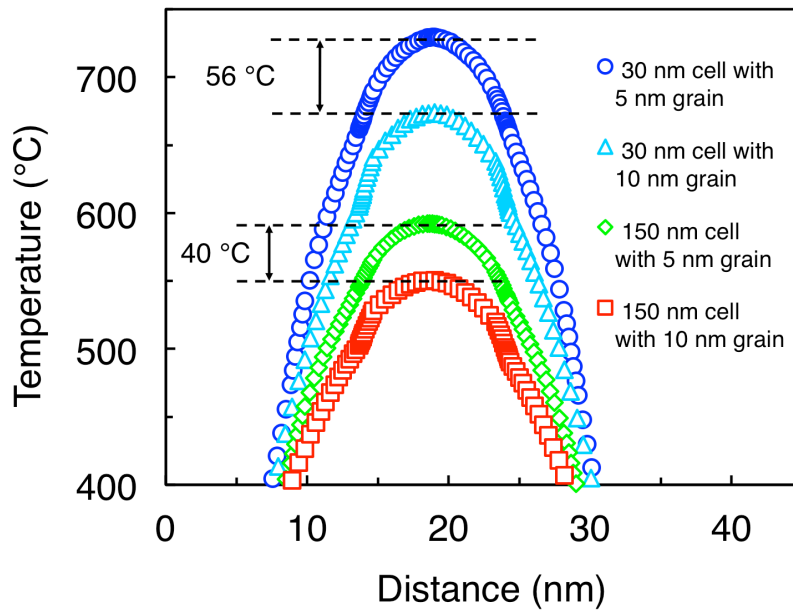 Temperature (°C)
700
600
500
400
56 °C
40 °C
30 nm cell with
5 nm grain
30 nm cell with
10 nm grain
150 nm cell
with 5 nm grain
150 nm cell
with 10 nm grain
0
10
20
30
40
Distance (nm)